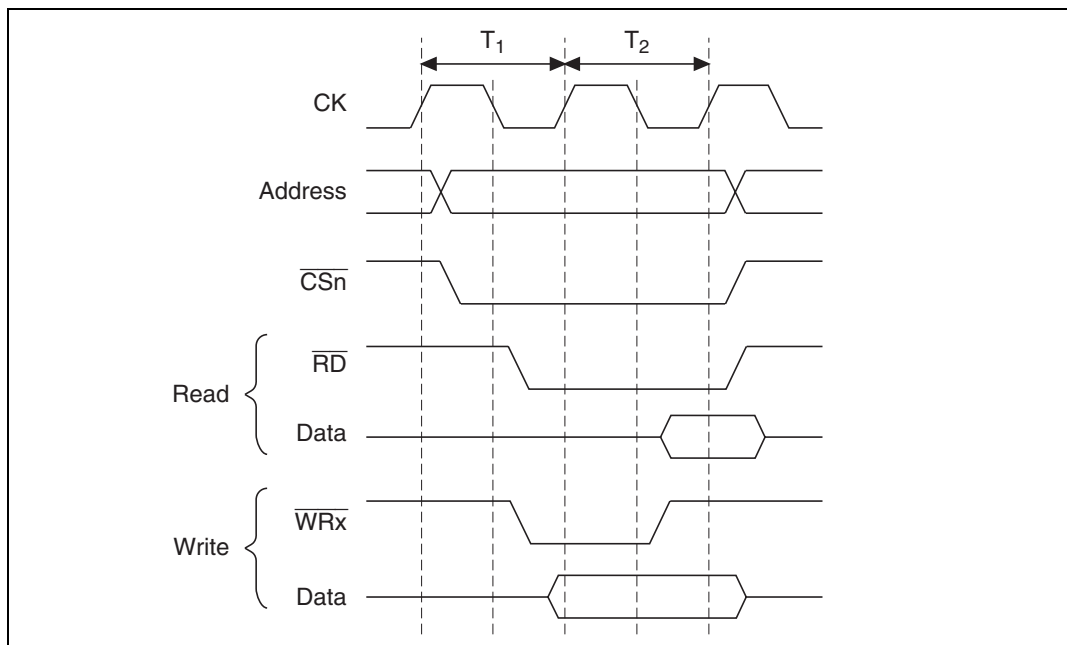 T1 T2
CK
Address
CSn
RD
Read
Data
WRx
Write
Data